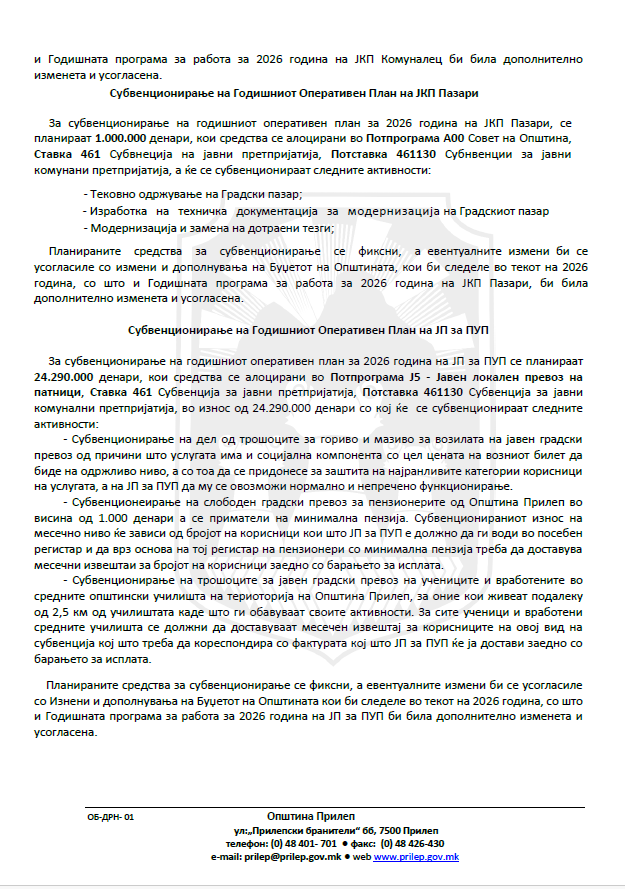 и Годишната програма за работа за 2026 година на ЈКП Комуналец би била дополнително
изменета и усогласена.
Субвенционирање на Годишниот Оперативен План на ЈКП Пазари
За субвенционирање на годишниот оперативен план за 2026 година на ЈКП Пазари, се
планираат 1.000.000 денари, кои средства се алоцирани во Потпрограма А00 Совет на Општина,
Ставка 461 Субвнеција на јавни претпријатија, Потставка 461130 Субнвенции за јавни
комунани претпријатија, а ќе се субвенционираат следните активности:
- Тековно одржување на Градски пазар;
- Изработка на техничка документација за модернизација на Градскиот пазар
- Модернизација и замена на дотраени тезги;
Планираните средства за субвенционирање се фиксни, а евентуалните измени би се
усогласиле со измени и дополнувања на Буџетот на Општината, кои би следеле во текот на 2026
година, со што и Годишната програма за работа за 2026 година на ЈКП Пазари, би била
дополнително изменета и усогласена.
Субвенционирање на Годишниот Оперативен План на ЈП за ПУП
За субвенционирање на годишниот оперативен план за 2026 година на ЈП за ПУП се планираат
24.290.000 денари, кои средства се алоцирани во Потпрограма Ј5 - Јавен локален превоз на
патници, Ставка 461 Субвенција за јавни претпријатија, Потставка 461130 Субвенција за јавни
комунални претпријатија, во износ од 24.290.000 денари со кој ќе се субвенционираат следните
активности:
- Субвенционирање на дел од трошоците за гориво и мазиво за возилата на јавен градски
превоз од причини што услугата има и социјална компонента со цел цената на возниот билет да
биде на одржливо ниво, а со тоа да се придонесе за заштита на најранливите категории корисници
на услугата, а на ЈП за ПУП да му се овозможи нормално и непречено функционирање.
- Субвенционеирање на слободен градски превоз за пензионерите од Општина Прилеп во
висина од 1.000 денари кое се приматели на минимална пензија. Субвенционираниот износ на
месечно ниво ќе зависи од бројот на корисници кои што ЈП за ПУП е должно да ги води во посебен
регистар и да врз основа на тој регистар на пензионери со минимална пензија треба да доставува
месечни извештаи за бројот на корисници заедно со барањето за исплата.
- Субвенционирање на трошоците за јавен градски превоз на учениците и вработените во
средните општински училишта на териоторија на Општина Прилеп, за оние кои живеат подалеку
од 2,5 км од училиштата каде што ги обавуваат своите активности. За сите ученици и вработени
средните училишта се должни да доставуваат месечен извештај за корисниците на овој вид на
субвенција кој што треба да кореспондира со фактурата кој што ЈП за ПУП ќе ја достави заедно со
барањето за исплата.
Планираните средства за субвенционирање се фиксни, а евентуалните измени би се усогласиле
со Изнени и дополнувања на Буџетот на Општината кои би следеле во текот на 2026 година, со што
и Годишната програма за работа за 2026 година на ЈП за ПУП би била дополнително изменета и
усогласена.
ОБ-ДРН- 01 Општина Прилеп
ул:„Прилепски бранители“ бб, 7500 Прилеп
телефон: (0) 48 401- 701 ● факс: (0) 48 426-430
e-mail: prilep@prilep.gov.mk ● web www.prilep.gov.mk